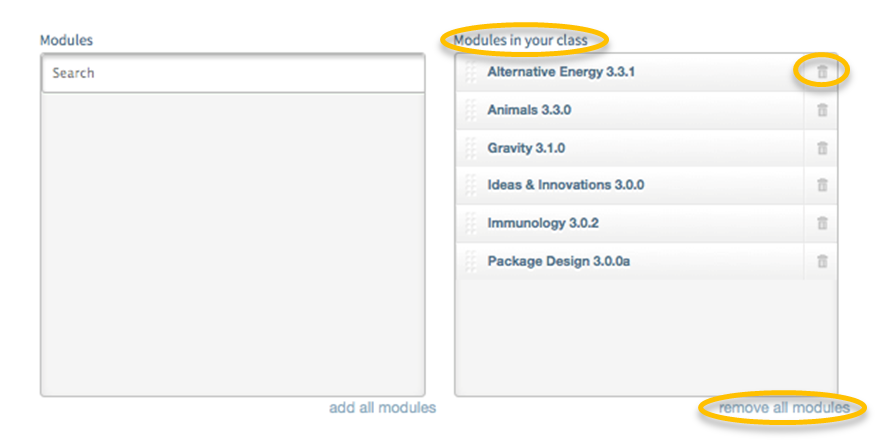 Modules
Search
add all modules
Modules in your class
Alternative Energy 3.3.1
Animals 3.3.0
Gravity 3.1.0
Ideas & Innovations 3.0.0
Immunology 3.0.2
Package Design 3.0.0a
remove all modules